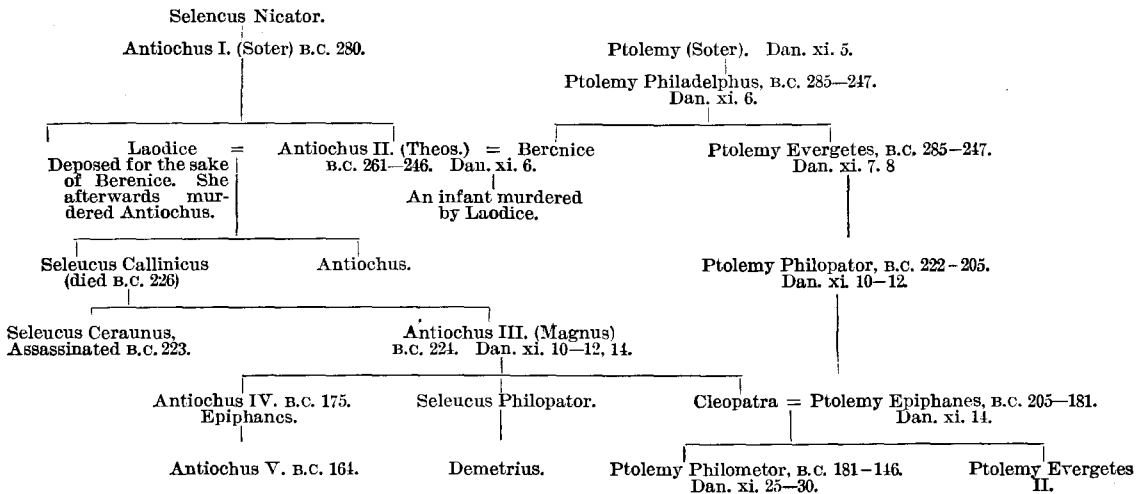 Selencus Nicator.
Antiochus I. (Soter) B.C. 280.
Ptolemy (Soter). Dan. xi. 5.
Ptolemy Philadelphus, B.C. 285—247.
Dan. xi. 6.
Laodice = Antiochus II. (Theos.) = Berenice
Deposed for the sake
of Berenice. She
afterwards mur-
dered Antiochus.
B.C. 261—246. Dan. xi. 6.
An infant murdered
by Laodice.
Ptolemy Evergetes, B.C. 285—247.
Dan. xi. 7. 8
Seleucus Callinicus
(died B.C. 226)
Antiochus.
Ptolemy Philopator, B.C. 222-205.
Dan. xi. 10—12.
Seleucus Ceraunus,
Assassinated B.C. 223.
Antiochus III. (Magnus)
B.C. 224. Dan. xi. 10—12, 14.
Antiochus IV. B.C. 175.
Epiphancs.
Seleucus Philopator.
Cleopatra = Ptolemy Epiphanes, B.C. 205—181.
Dan. xi. 14.
Antiochus V. B.C. 164.
Demetrius.
Ptolemy Philometor, B.C. 181-146.
Dan. xi. 25—30.
Ptolemy Evergetes
II.